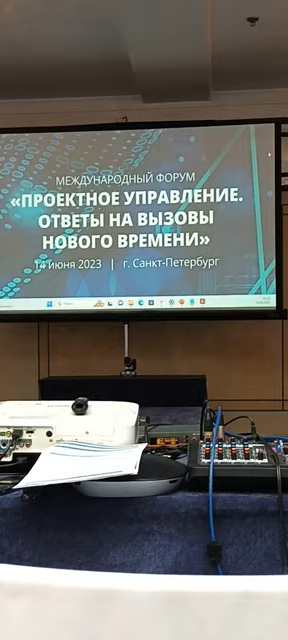 МЕЖДУНАРОДНЫЙ ФОРУМ
«ПРОЕКТНОЕ УПРАВЛЕНИЕ.
ОТВЕТЫ НА ВЫЗОВЫ
НОВОГО ВРЕМЕНИ»
14 июня 2023 | г. Санкт-Петербург